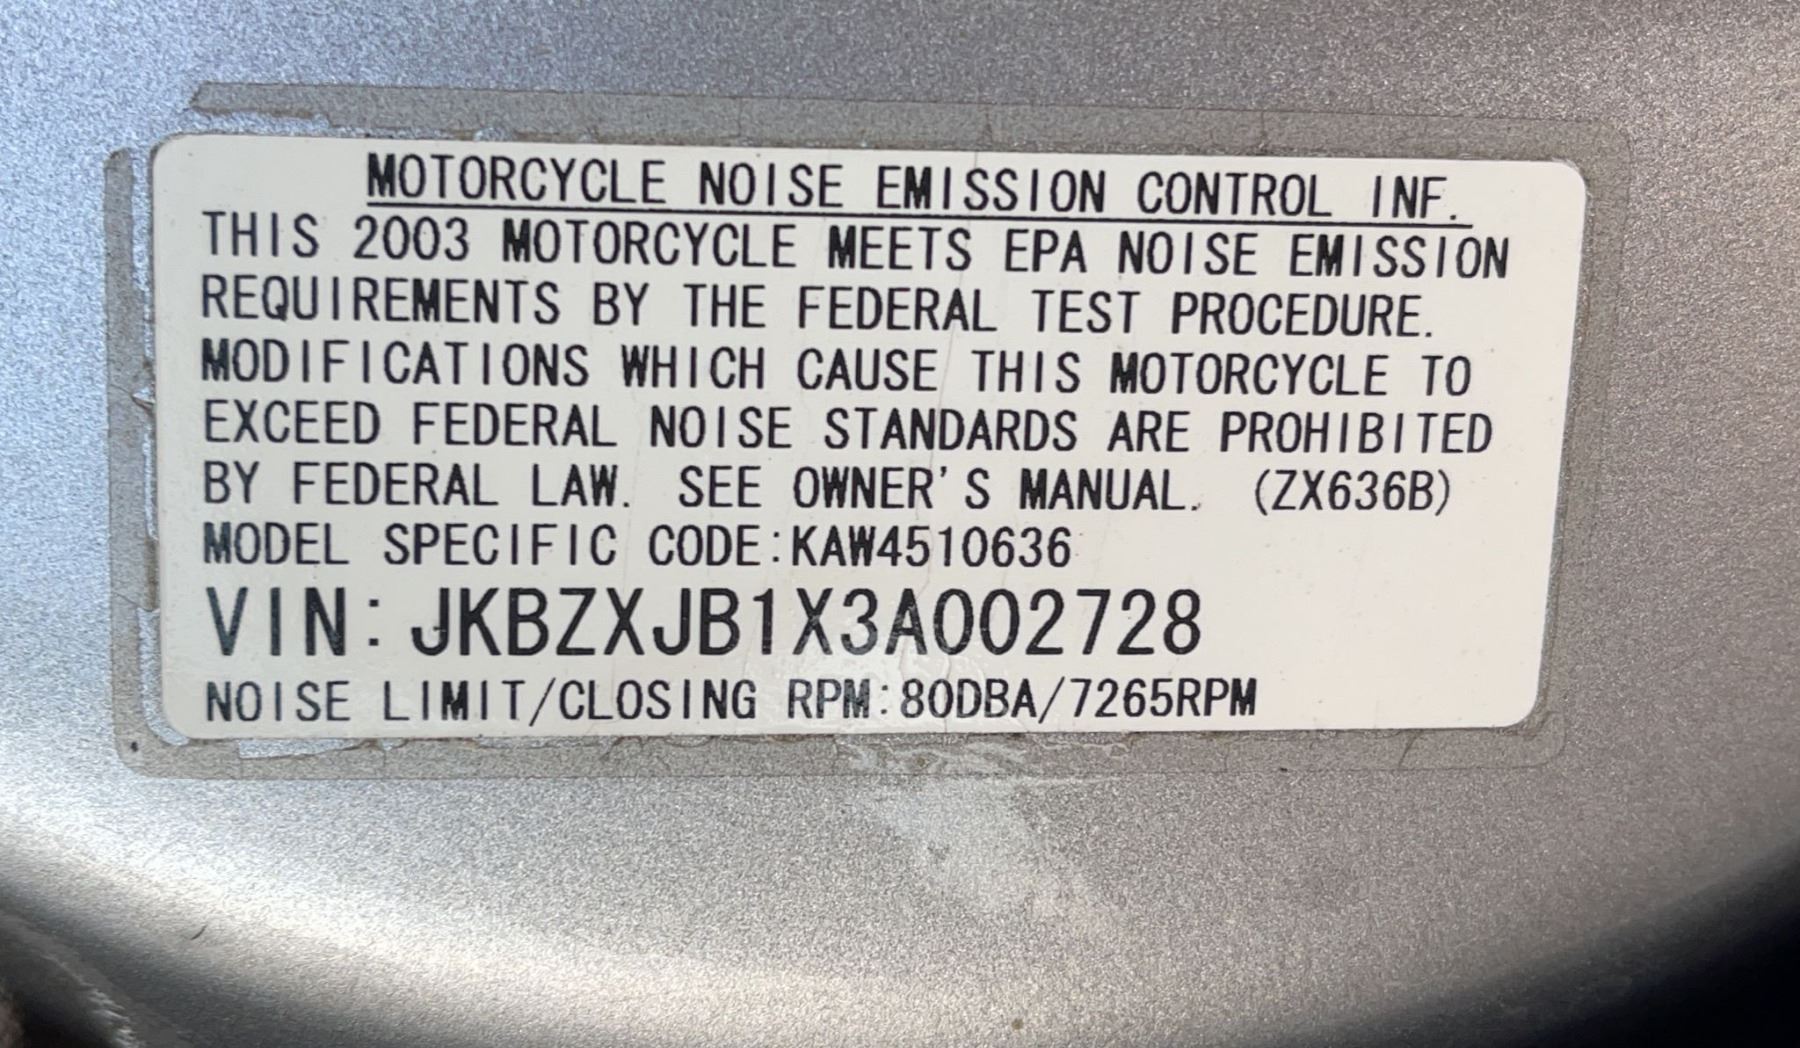 MOTORCYCLE NOISE EMISSION CONTROL INF.
THIS 2003 MOTORCYCLE MEETS EPA NOISE EMISSION
REQUIREMENTS BY THE FEDERAL TEST PROCEDURE.
MODIFICATIONS WHICH CAUSE THIS MOTORCYCLE TO
EXCEED FEDERAL NOISE STANDARDS ARE PROHIBITED
BY FEDERAL LAW. SEE OWNER'S MANUAL. (ZX636B)
MODEL SPECIFIC CODE:KAW4510636
VIN: JKBZXJB1X3A002728
NOISE LIMIT/CLOSING RPM:80DBA/7265RPM